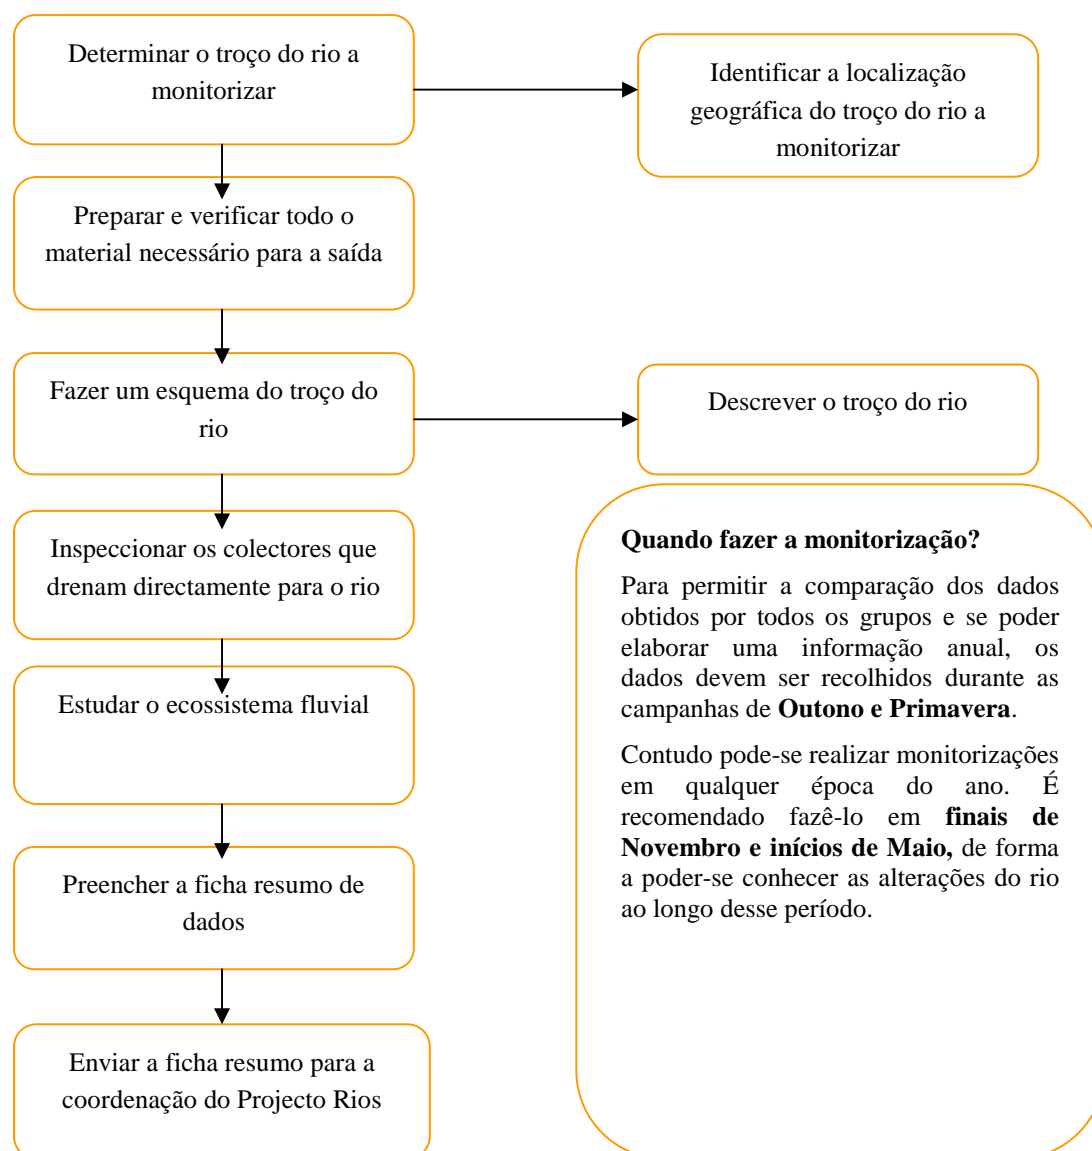 Determinar o troço do rio a
monitorizar
Identificar a localização
geográfica do troço do rio a
monitorizar
Preparar e verificar todo o
material necessário para a saída
Fazer um esquema do troço do
rio
Descrever o troço do rio
Inspeccionar os colectores que
drenam directamente para o rio
Estudar o ecossistema fluvial
Preencher a ficha resumo de
dados
Enviar a ficha resumo para a
coordenação do Projecto Rios
Quando fazer a monitorização?
Para permitir a comparação dos dados
obtidos por todos os grupos e se poder
elaborar uma informação anual, os
dados devem ser recolhidos durante as
campanhas de Outono e Primavera.
Contudo pode-se realizar monitorizações
em qualquer época do ano. É
recomendado fazê-lo em finais de
Novembro e inícios de Maio, de forma
a poder-se conhecer as alterações do rio
ao longo desse período.